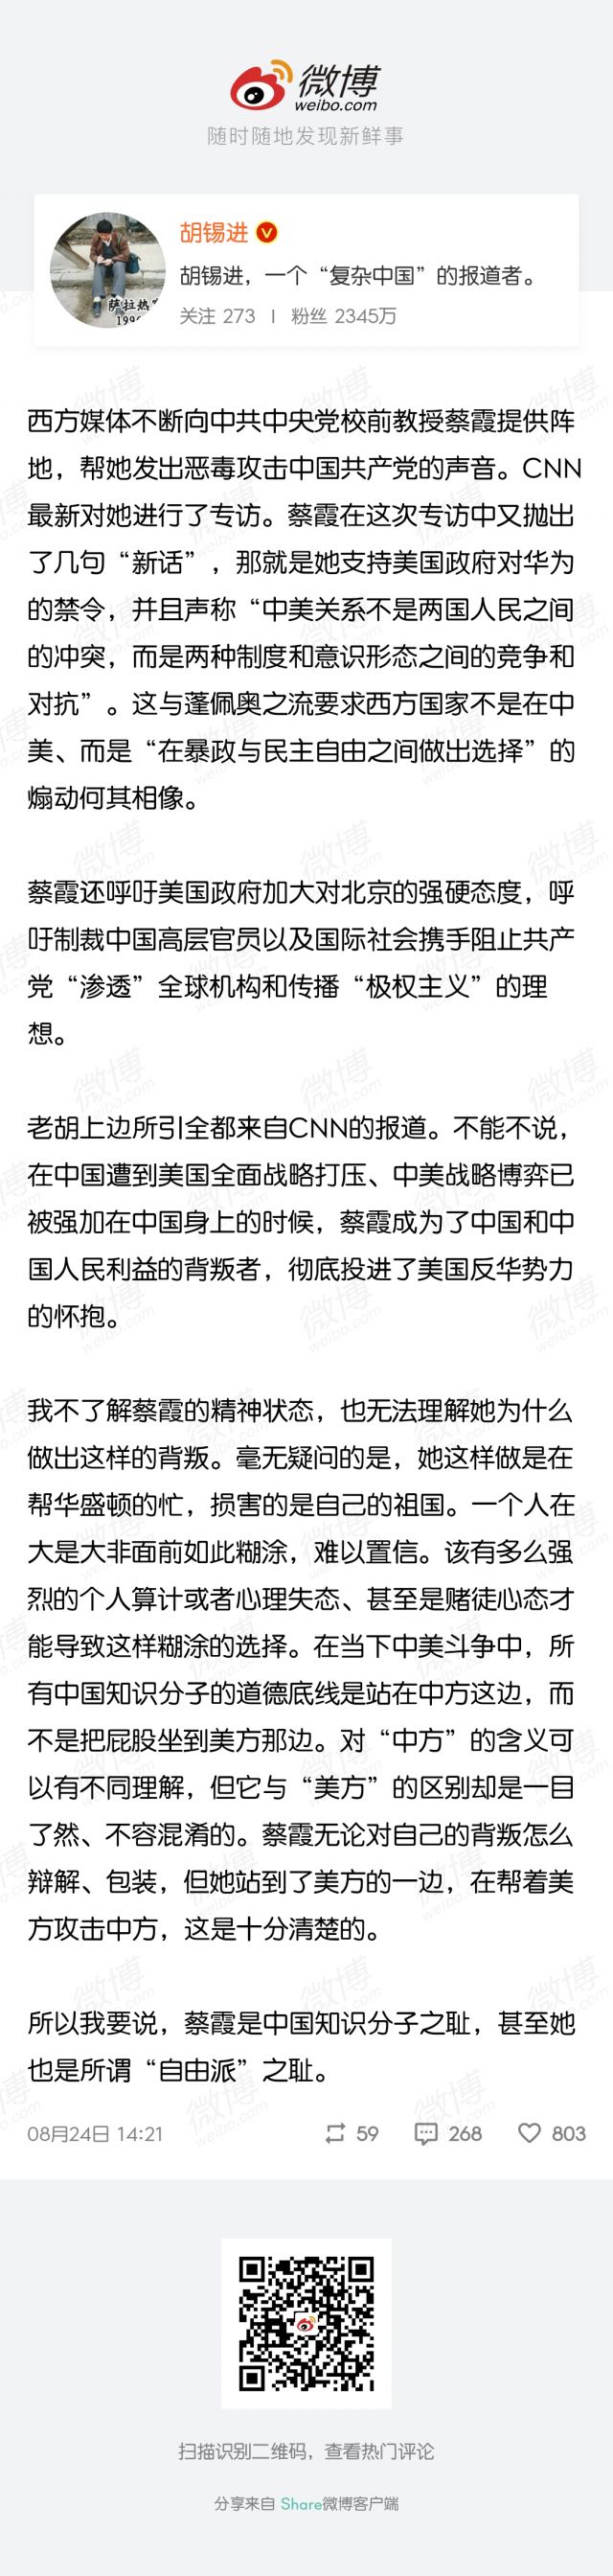 微博
weibo.com
随时随地发现新鲜事
胡锡进
胡锡进，一个“复杂中国”的报道者。
关注 273 | 粉丝 2345万
萨拉热
199
西方媒体不断向中共中央党校前教授蔡霞提供阵
地，帮她发出恶毒攻击中国共产党的声音。CNN
最新对她进行了专访。蔡霞在这次专访中又抛出
了几句“新话”，那就是她支持美国政府对华为
的禁令，并且声称“中美关系不是两国人民之间
的冲突，而是两种制度和意识形态之间的竞争和
对抗”。这与蓬佩奥之流要求西方国家不是在中
美、而是“在暴政与民主自由之间做出选择”的
煽动何其相像。
蔡霞还呼吁美国政府加大对北京的强硬态度，呼
吁制裁中国高层官员以及国际社会携手阻止共产
党“渗透”全球机构和传播“极权主义”的理
想。
老胡上边所引全都来自CNN的报道。不能不说，
在中国遭到美国全面战略打压、中美战略博弈已
被强加在中国身上的时候，蔡霞成为了中国和中
国人民利益的背叛者，彻底投进了美国反华势力
的怀抱。
我不了解蔡霞的精神状态，也无法理解她为什么
做出这样的背叛。毫无疑问的是，她这样做是在
帮华盛顿的忙，损害的是自己的祖国。一个人在
大是大非面前如此糊涂，难以置信。该有多么强
烈的个人算计或者心理失态、甚至是赌徒心态才
能导致这样糊涂的选择。在当下中美斗争中，所
有中国知识分子的道德底线是站在中方这边，而
不是把屁股坐到美方那边。对“中方”的含义可
以有不同理解，但它与“美方”的区别却是一目
了然、不容混淆的。蔡霞无论对自己的背叛怎么
辩解、包装，但她站到了美方的一边，在帮着美
方攻击中方，这是十分清楚的。
所以我要说，蔡霞是中国知识分子之耻，甚至她
也是所谓“自由派”之耻。
08月24日 14:21 59 268 803
扫描识别二维码，查看热门评论
分享来自 Share微博客户端